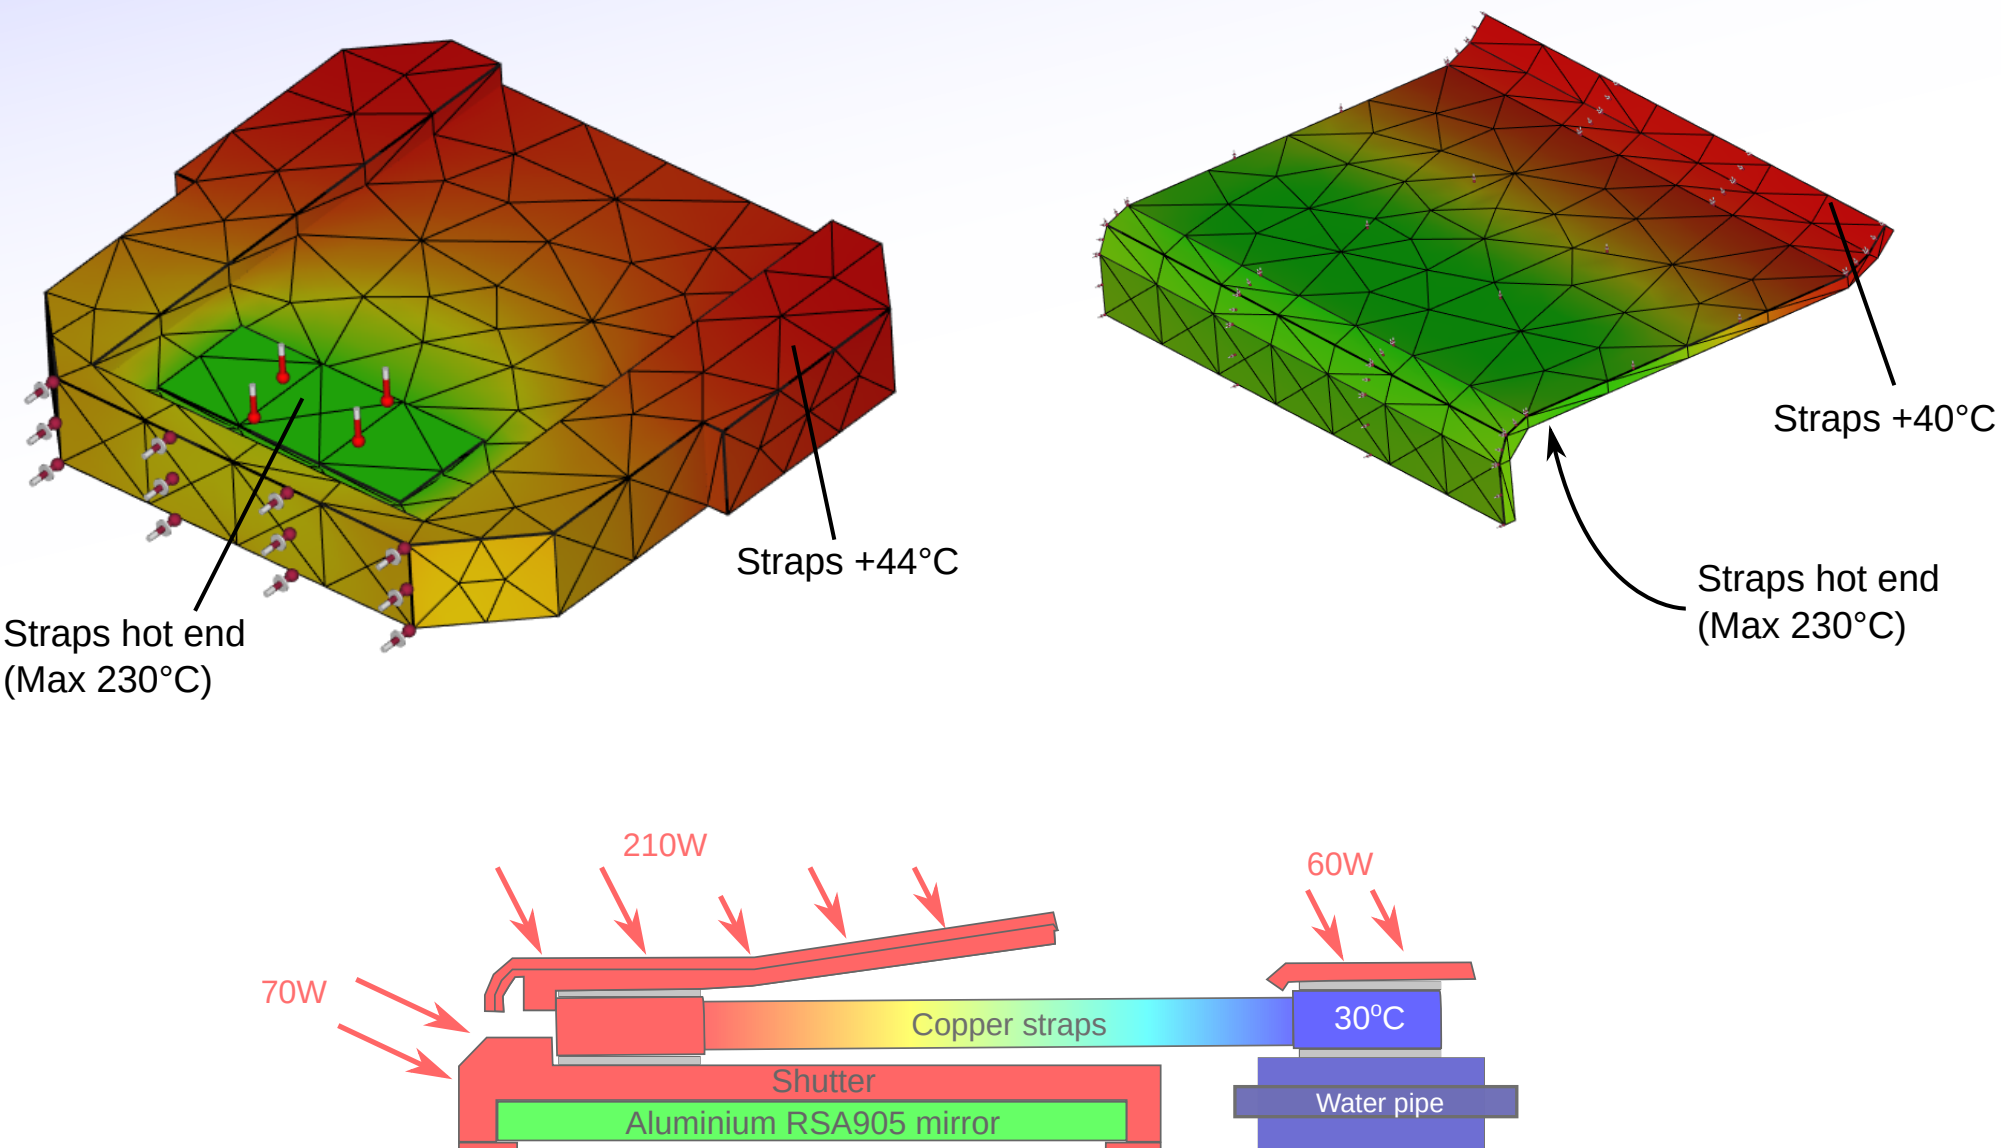 Straps +40°C
Straps +44°C
Straps hot end
(Max 230°C)
Straps hot end
(Max 230°C)
210W
60W
70W
Copper straps
30°C
Shutter
Water pipe
Aluminium RSA905 mirror